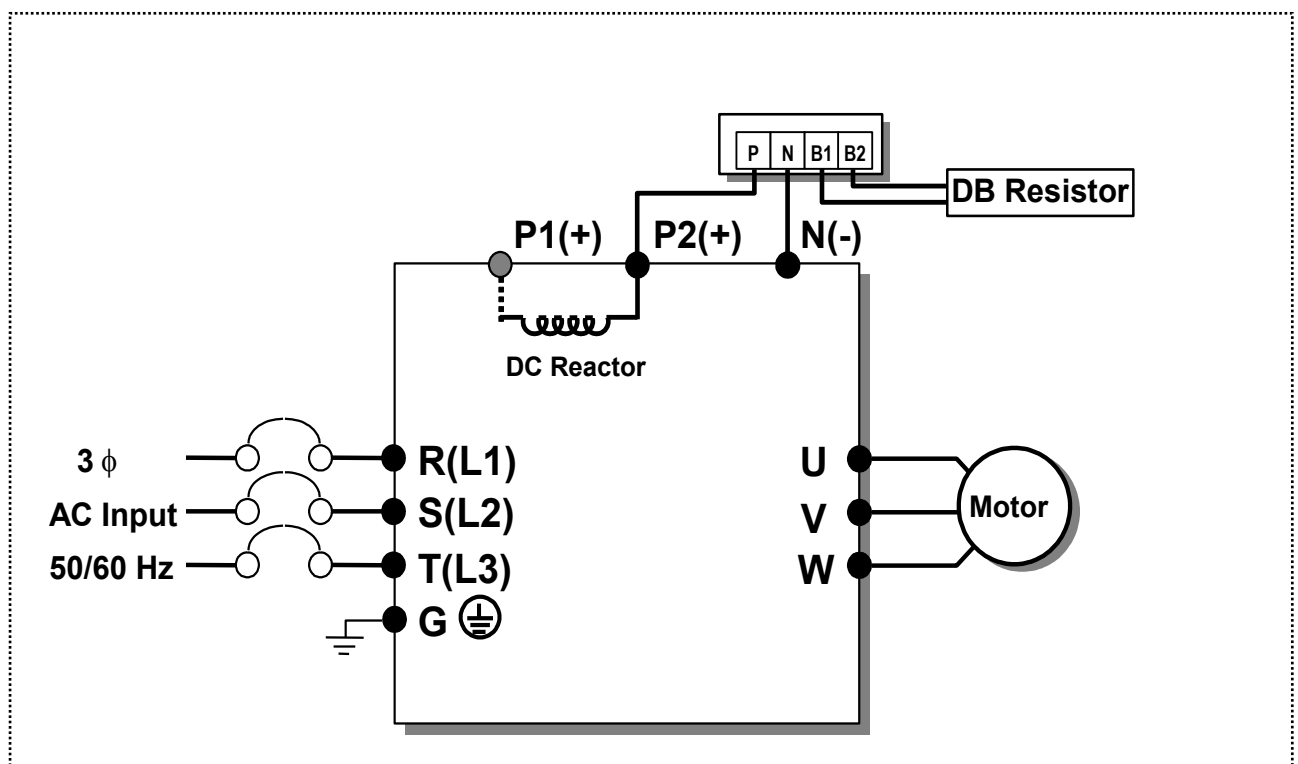 P N B1 B2
DB Resistor
P1(+) P2(+) N(-)
DC Reactor
3 ϕ
R(L1)
U
AC Input
S(L2)
V
Motor
50/60 Hz
T(L3)
W
G